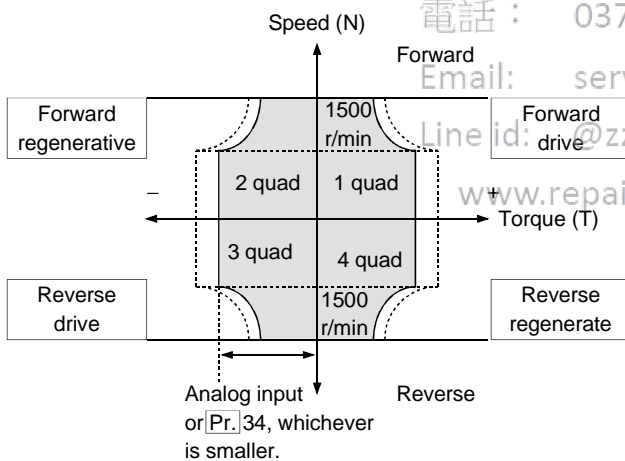 電話： 037
Speed (N)
Forward
Email: serv
Forward
regenerative
1500
r/min
Line id: @zz
Forward
drive
2 quad
1 quad
−
+
www.repai
Torque (T)
3 quad
4 quad
Reverse
drive
1500
r/min
Reverse
regenerate
Analog input
or Pr. 34, whichever
is smaller.
Reverse